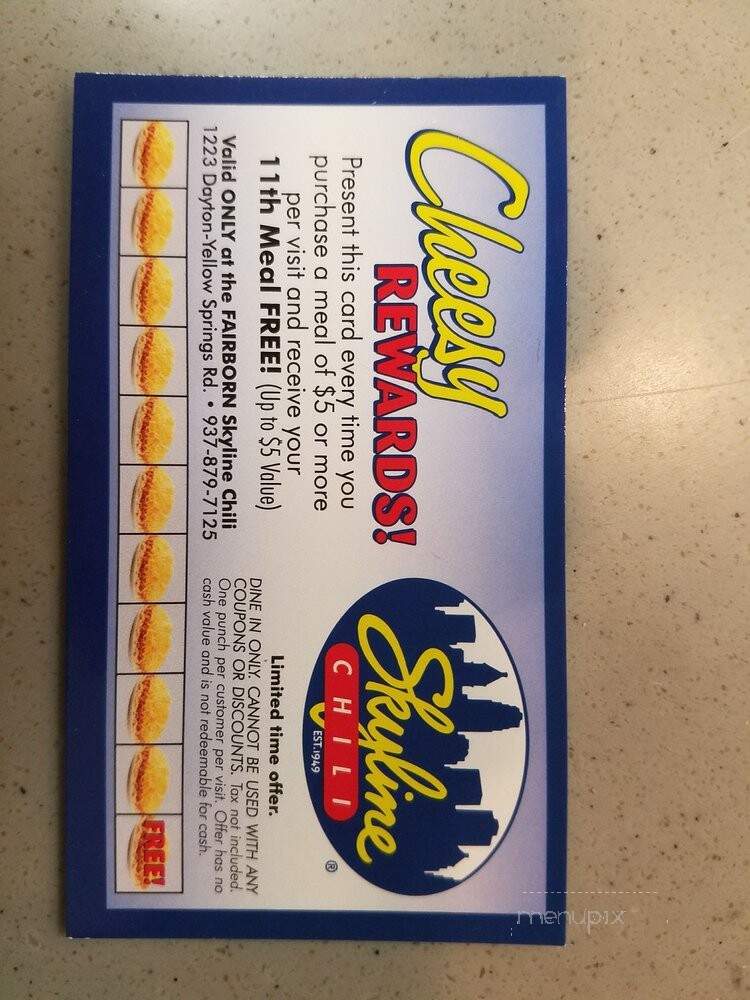 Cheesy
REWARDS!
Present this card every time you
purchase a meal of $5 or more
per visit and receive your
11th Meal FREE! (Up to $5 Value)
Valid ONLY at the FAIRBORN Skyline Chili
1223 Dayton-Yellow Springs Rd. • 937-879-7125
Skyline
CHILI
EST.1949
®
Limited time offer.
DINE IN ONLY. CANNOT BE USED WITH ANY
COUPONS OR DISCOUNTS. Tax not included.
One punch per customer per visit. Offer has no
cash value and is not redeemable for cash.
FREE!
menupix